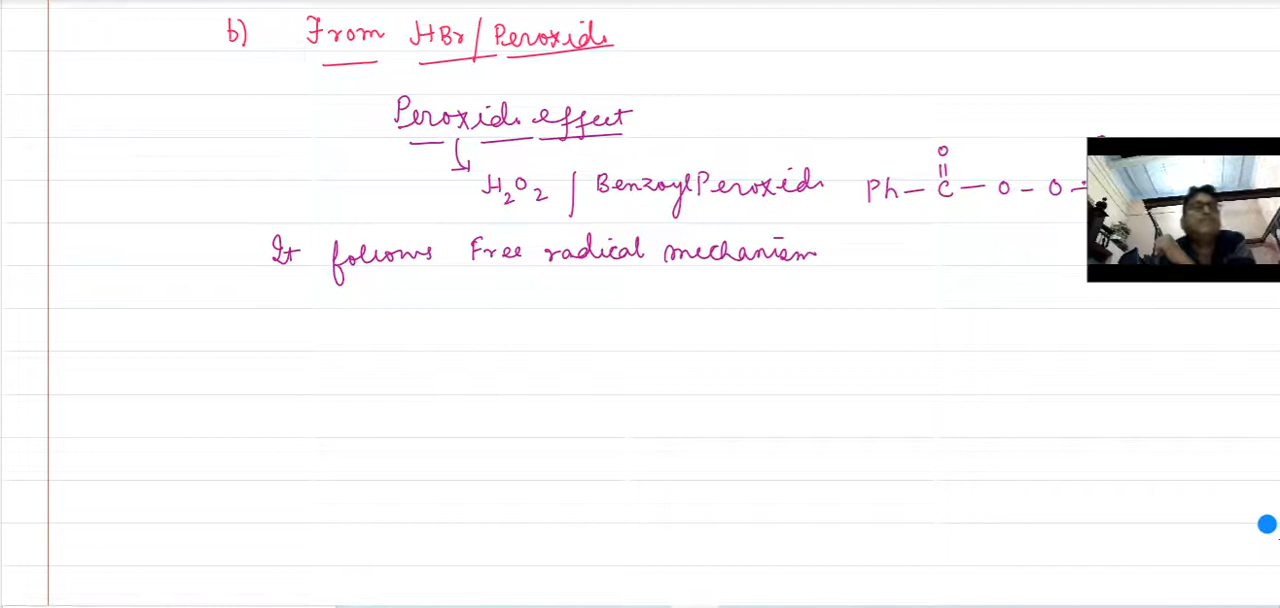 b) From HBr/Peroxide
Peroxide effect
H2O2 / Benzoyl Peroxide Ph-C-O-O-
O
It follows Free radical mechanism